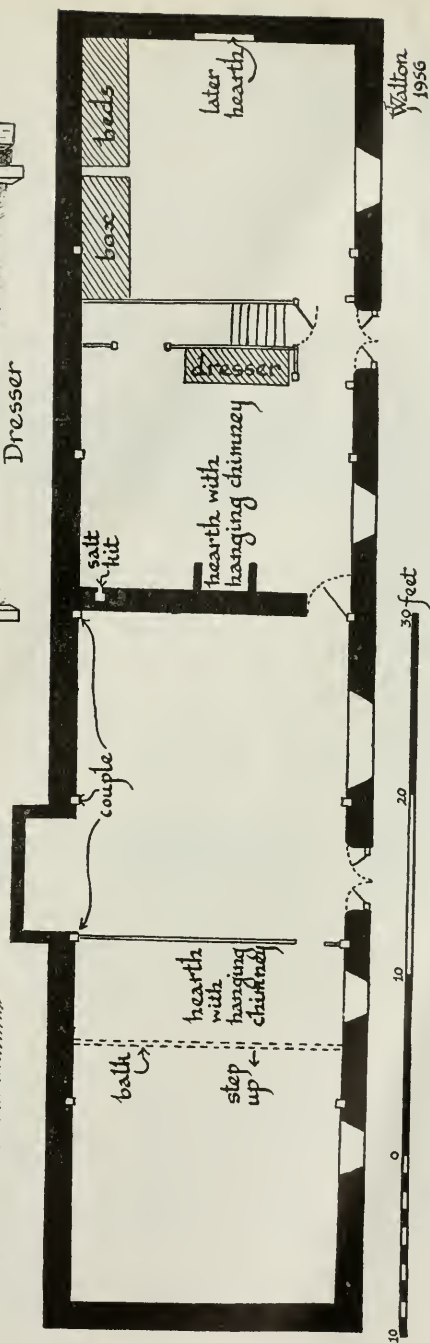 Dresser
box
beds
later
hearth
dresser
salt
kit
hearth with
hanging chimney
couple
hearth
with
hanging
chimney
balk
step
up
10 0 10 20 30 feet
Walton
1956